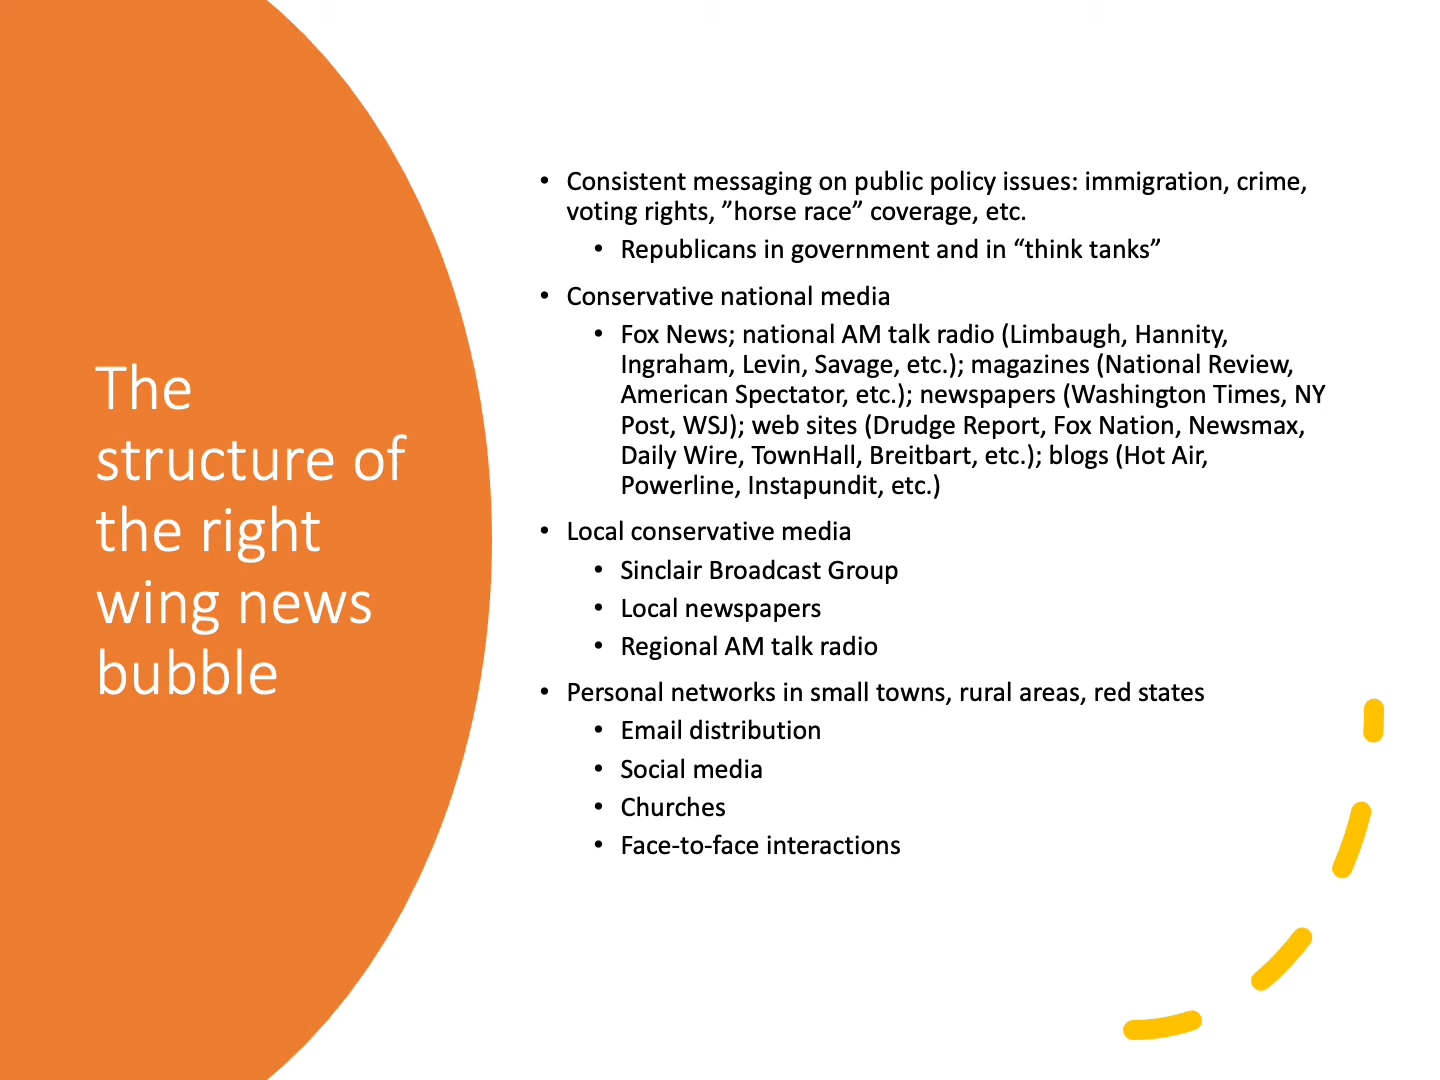 The
structure of
the right
wing news
bubble
• Consistent messaging on public policy issues: immigration, crime,
voting rights, ”horse race” coverage, etc.
• Republicans in government and in “think tanks”
• Conservative national media
• Fox News; national AM talk radio (Limbaugh, Hannity,
Ingraham, Levin, Savage, etc.); magazines (National Review,
American Spectator, etc.); newspapers (Washington Times, NY
Post, WSJ); web sites (Drudge Report, Fox Nation, Newsmax,
Daily Wire, TownHall, Breitbart, etc.); blogs (Hot Air,
Powerline, Instapundit, etc.)
• Local conservative media
• Sinclair Broadcast Group
• Local newspapers
• Regional AM talk radio
• Personal networks in small towns, rural areas, red states
• Email distribution
• Social media
• Churches
• Face-to-face interactions